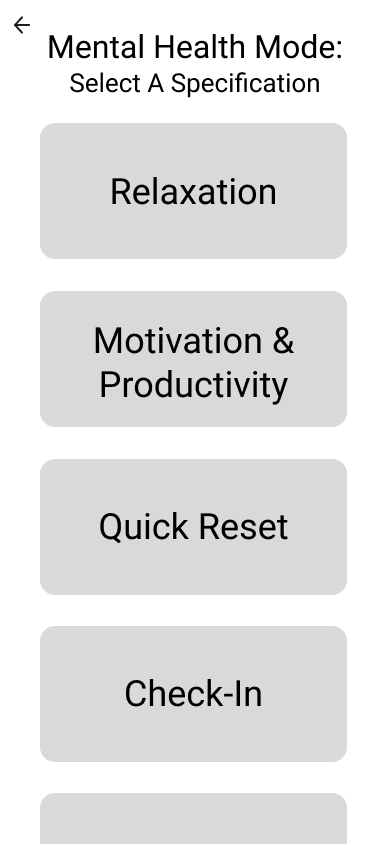 Mental Health Mode:
Select A Specification
Relaxation
Motivation &
Productivity
Quick Reset
Check-In